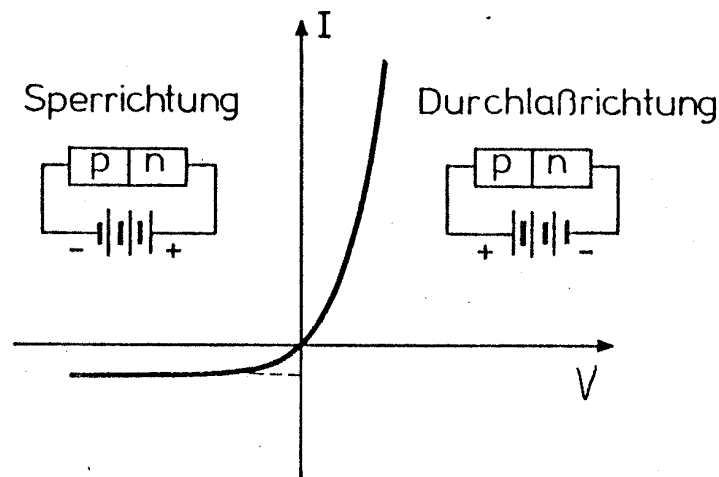 I
Sperrichtung
Durchlaßrichtung
p n
p n
- +
+ -
V